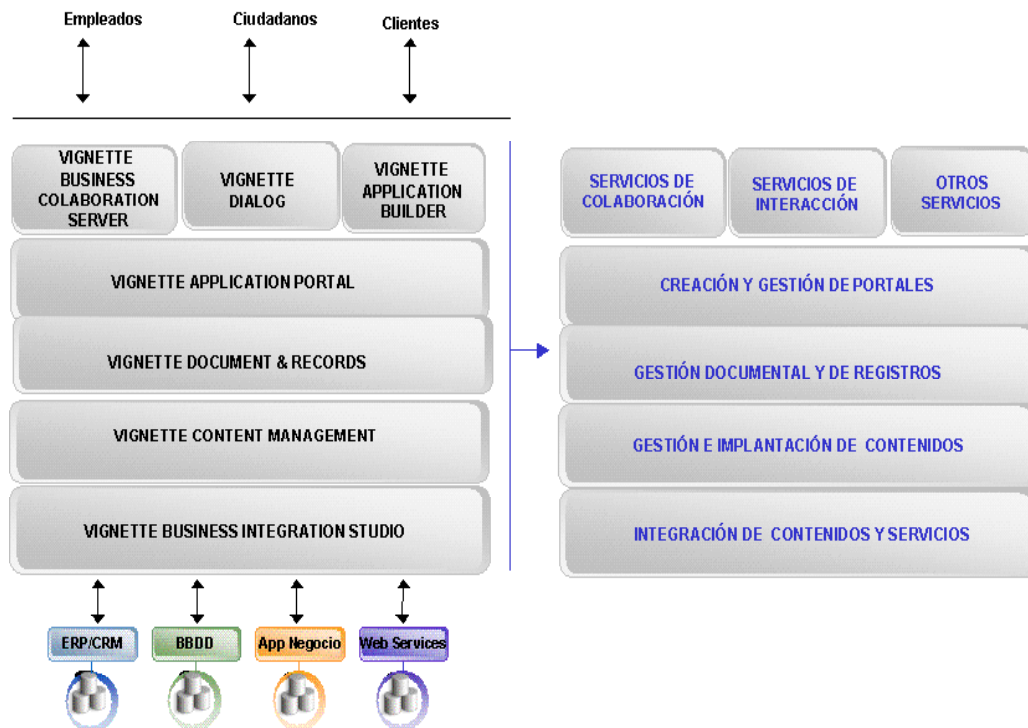 Empleados
Ciudadanos
Clientes
VIGNETTE
BUSINESS
COLABORATION
SERVER
VIGNETTE
DIALOG
VIGNETTE
APPLICATION
BUILDER
SERVICIOS DE
COLABORACIÓN
SERVICIOS DE
INTERACCIÓN
OTROS
SERVICIOS
VIGNETTE APPLICATION PORTAL
CREACIÓN Y GESTIÓN DE PORTALES
VIGNETTE DOCUMENT & RECORDS
GESTIÓN DOCUMENTAL Y DE REGISTROS
VIGNETTE CONTENT MANAGEMENT
GESTIÓN E IMPLANTACIÓN DE CONTENIDOS
VIGNETTE BUSINESS INTEGRATION STUDIO
INTEGRACIÓN DE CONTENIDOS Y SERVICIOS
ERP/CRM
BBDD
App Negocio
Web Services